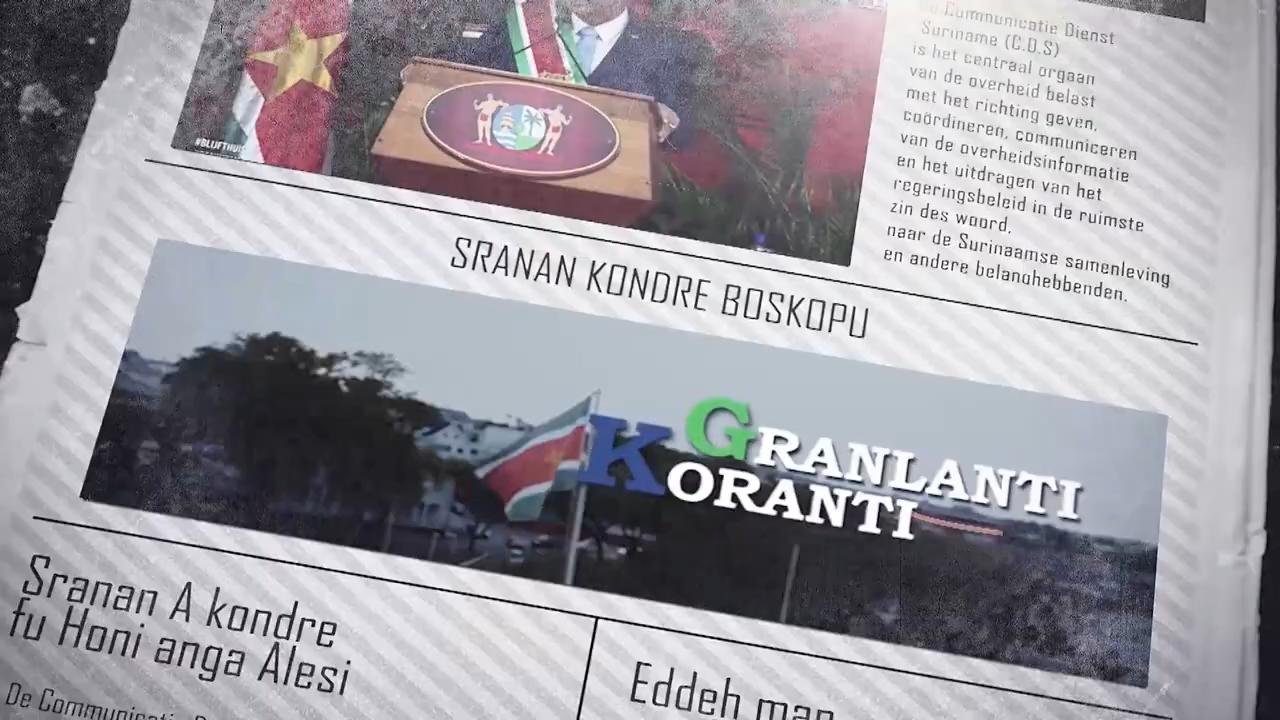 #BLUFTHUIS
Communicatie Dienst
Suriname (C.D.S)
is het centraal orgaan
van de overheid belast
met het richting geven,
coördineren, communiceren
van de overheidsinformatie
en het uitdragen van het
regeringsbeleid in de ruimste
zin des woord.
naar de Surinaamse samenleving
en andere belanghebbenden.
SRANAN KONDRE BOSKOPU
GRANLANTI
KORANTI
Sranan A kondre
fu Honi anga Alesi
De Communicatie
Eddeh man